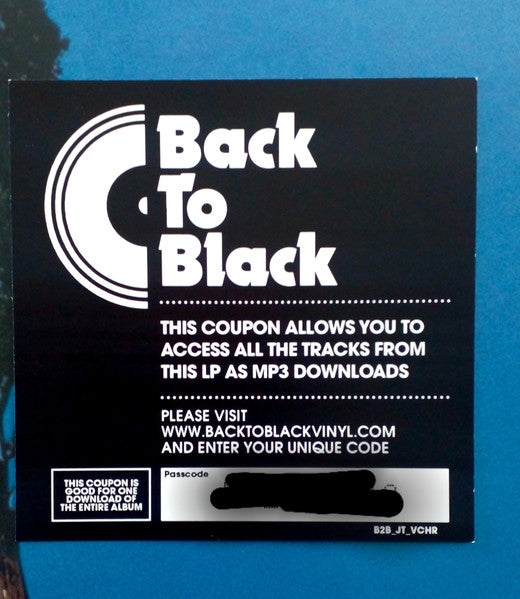 Back
To
Black
THIS COUPON ALLOWS YOU TO
ACCESS ALL THE TRACKS FROM
THIS LP AS MP3 DOWNLOADS
PLEASE VISIT
WWW.BACKTOBLACKVINYL.COM
AND ENTER YOUR UNIQUE CODE
THIS COUPON IS
GOOD FOR ONE
DOWNLOAD OF
THE ENTIRE ALBUM
Passcode
B2B_JT_VCHR